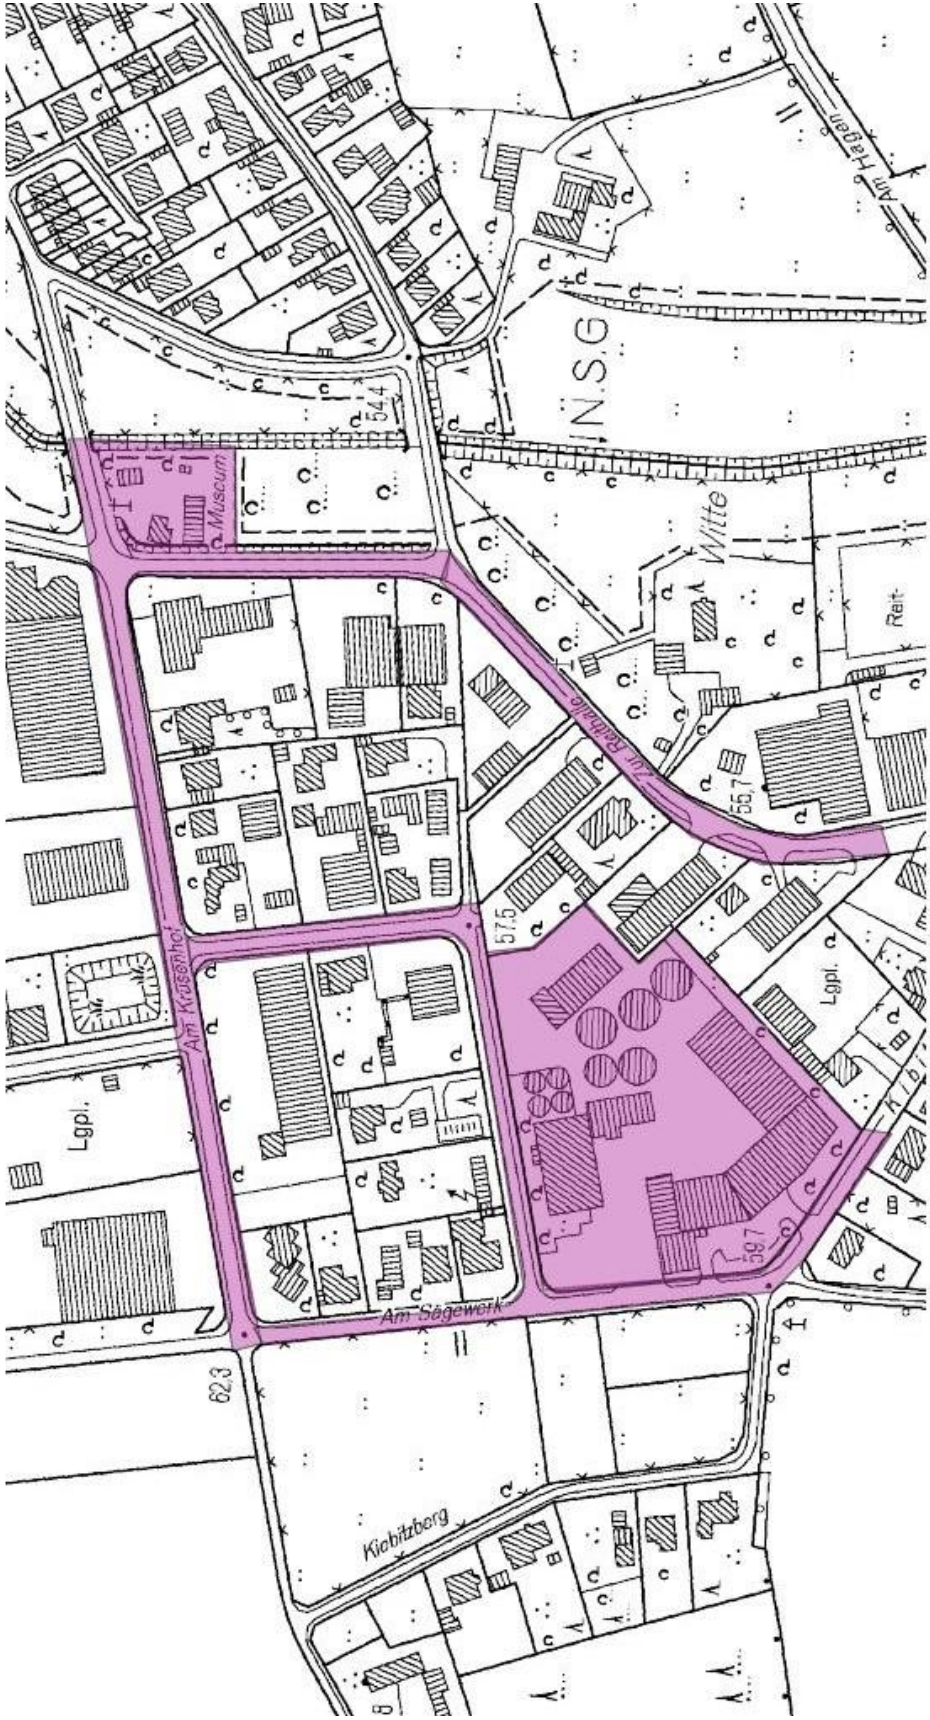 Am Hagen
N.S.G
54,4
Museum
Witte
Reit-
Zur Reithalle
55,7
57,5
Am Krusenhof
Lgpl.
Lgpl.
59,7
Am Sägewerk
62,3
Kiebitzberg
8